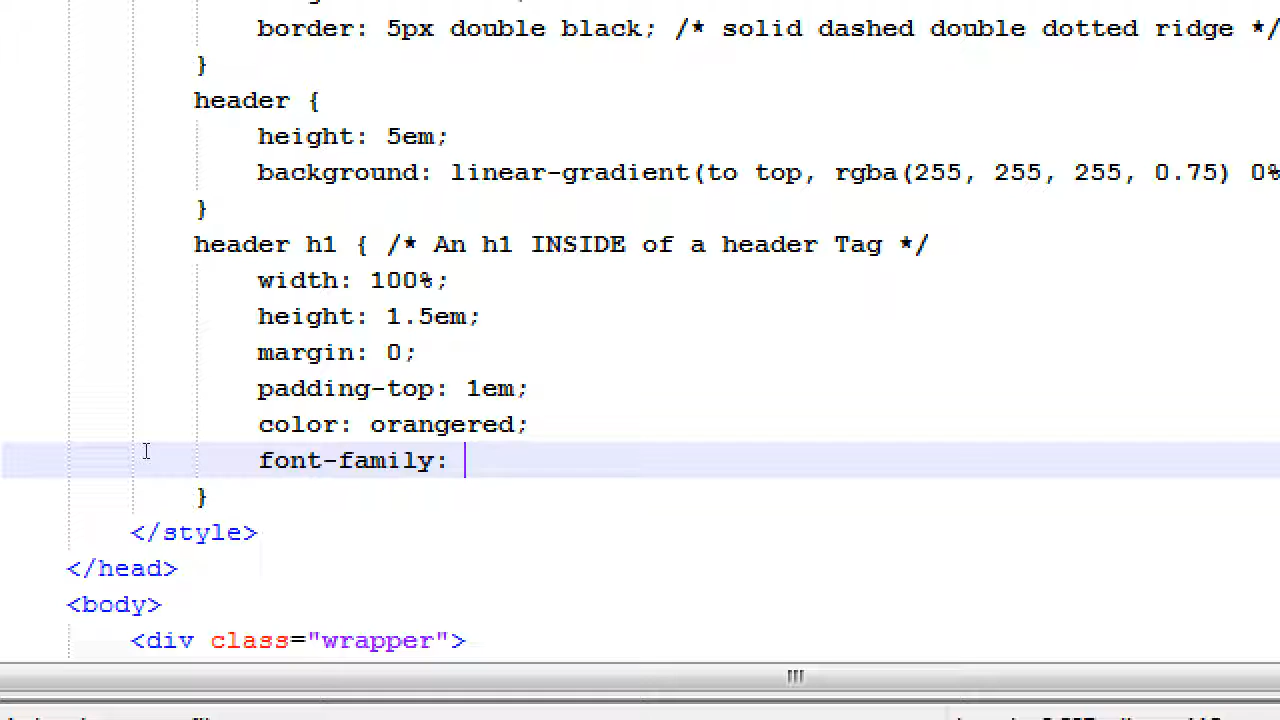 border: 5px double black; /* solid dashed double dotted ridge */
}
header {
height: 5em;
background: linear-gradient(to top, rgba(255, 255, 255, 0.75) 0%
}
header h1 { /* An h1 INSIDE of a header Tag */
width: 100%;
height: 1.5em;
margin: 0;
padding-top: 1em;
color: orangered;
font-family:
}
</style>
</head>
<body>
<div class="wrapper">